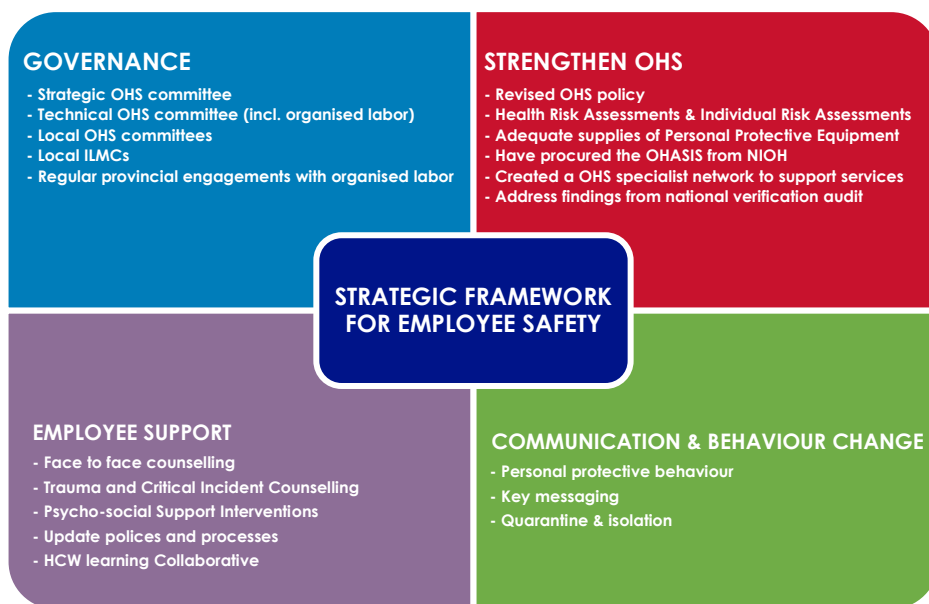 GOVERNANCE
- Strategic OHS committee
- Technical OHS committee (incl. organised labor)
- Local OHS committees
- Local ILMCs
- Regular provincial engagements with organised labor
STRENGTHEN OHS
- Revised OHS policy
- Health Risk Assessments & Individual Risk Assessments
- Adequate supplies of Personal Protective Equipment
- Have procured the OHASIS from NIOH
- Created a OHS specialist network to support services
- Address findings from national verification audit
STRATEGIC FRAMEWORK
FOR EMPLOYEE SAFETY
EMPLOYEE SUPPORT
- Face to face counselling
- Trauma and Critical Incident Counselling
- Psycho-social Support Interventions
- Update polices and processes
- HCW learning Collaborative
COMMUNICATION & BEHAVIOUR CHANGE
- Personal protective behaviour
- Key messaging
- Quarantine & isolation